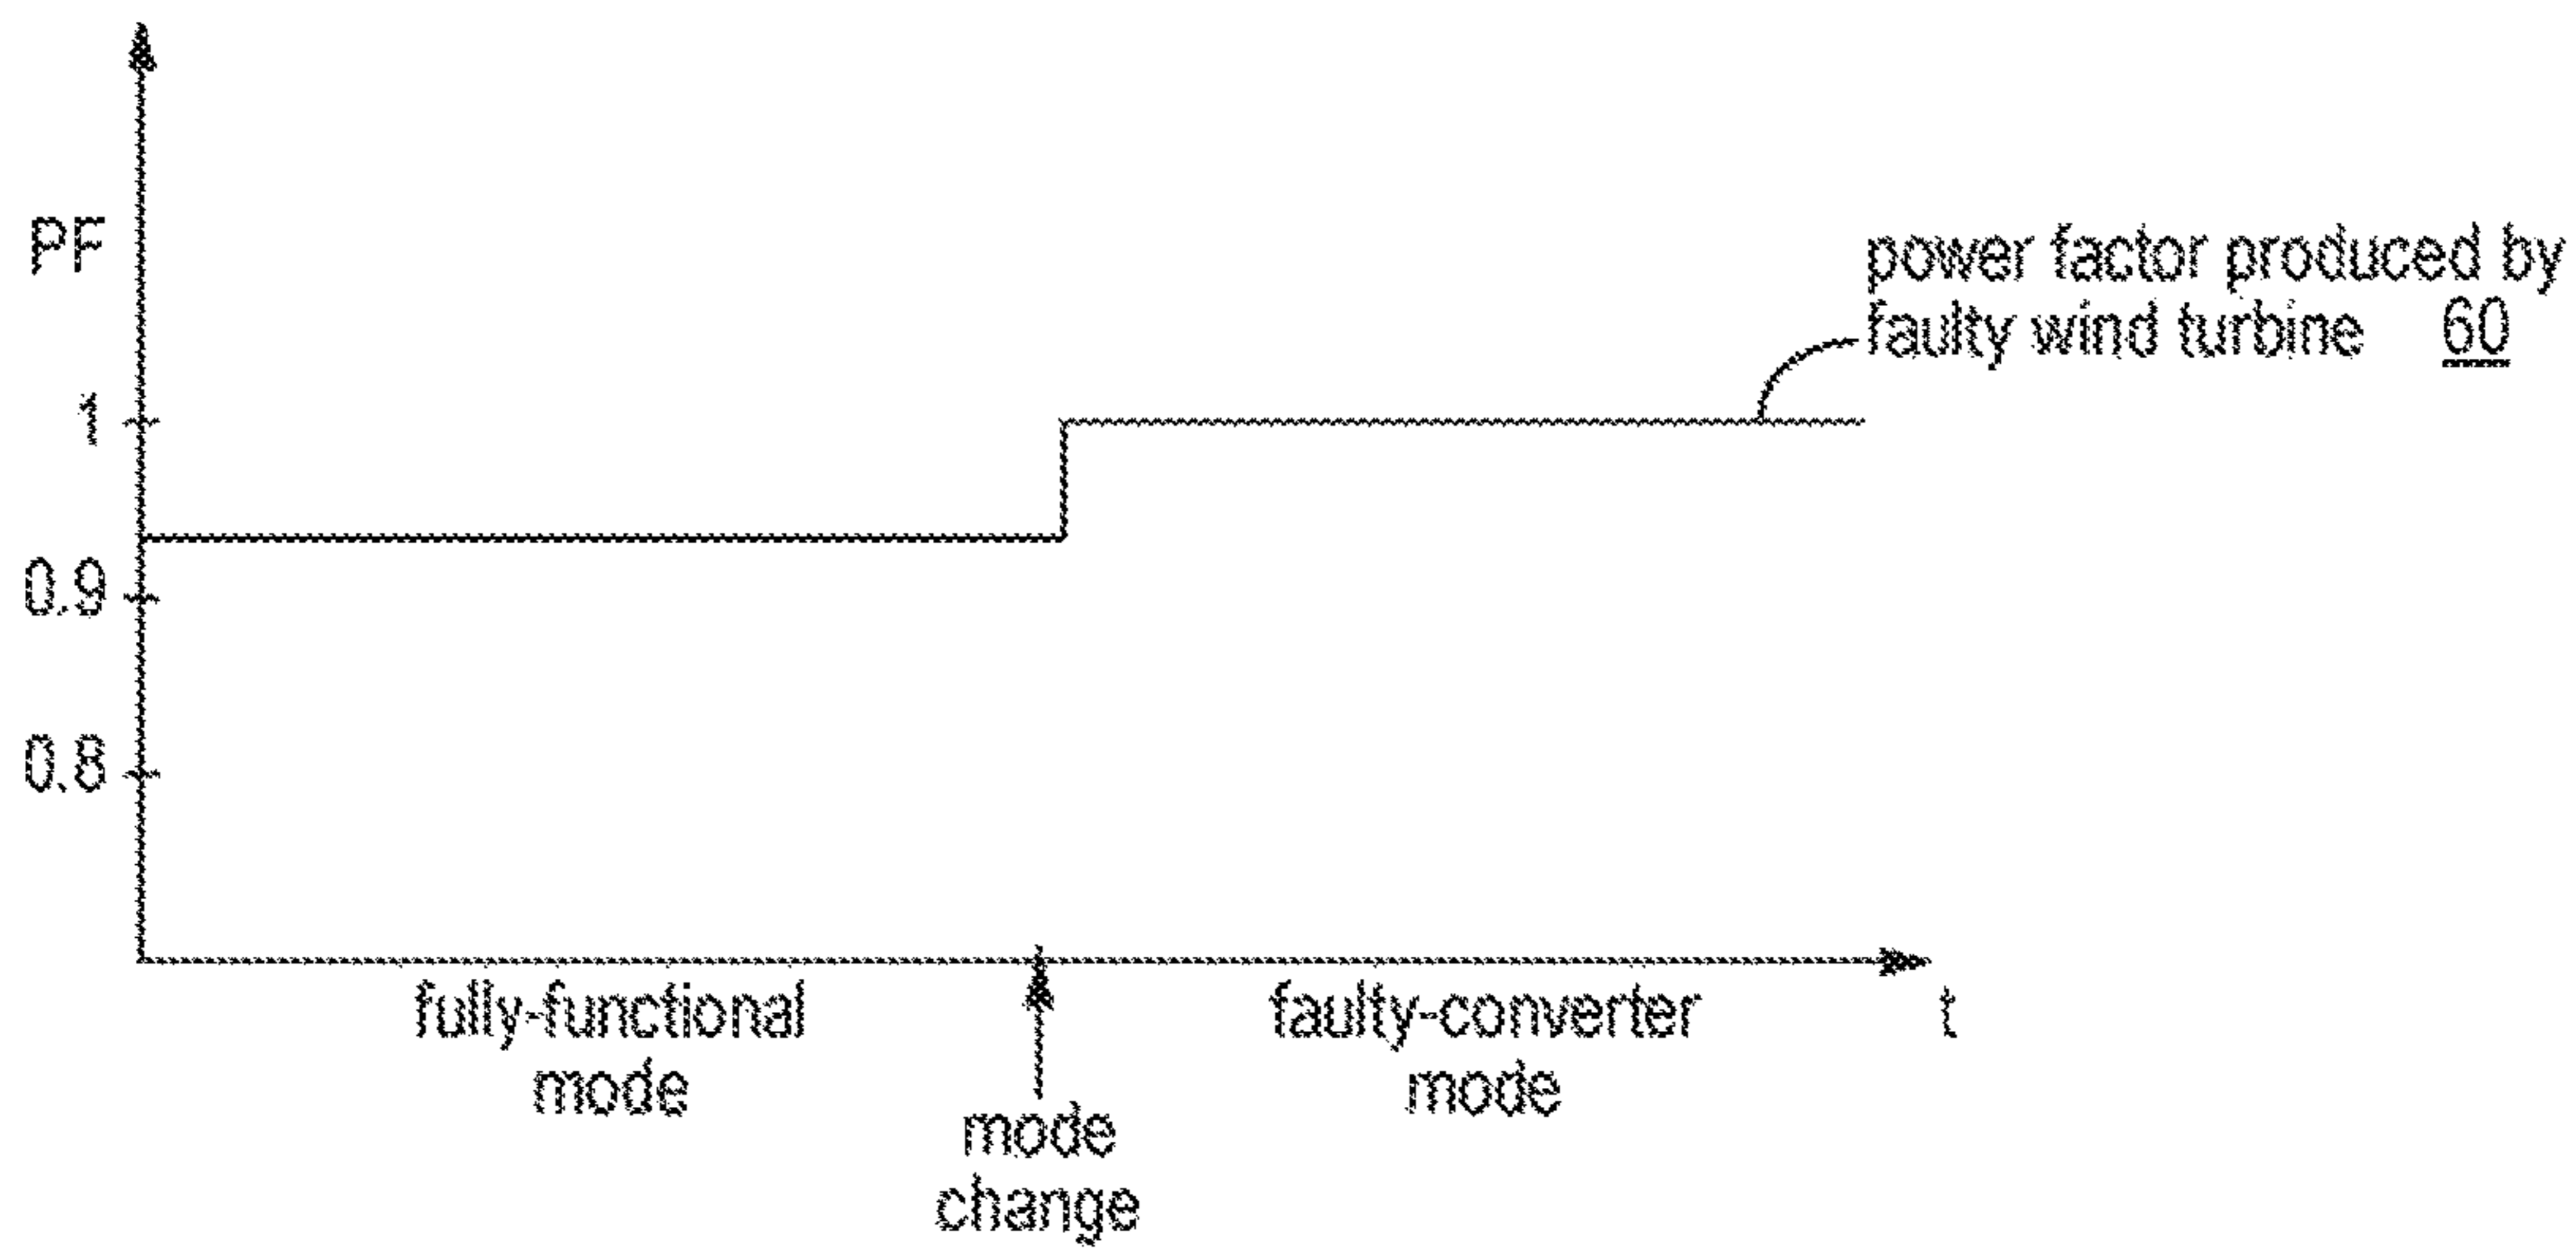 PF
power factor produced by
faulty wind turbine 60
1
0.9
0.8
fully-functional
mode
faulty-converter
mode
t
mode
change